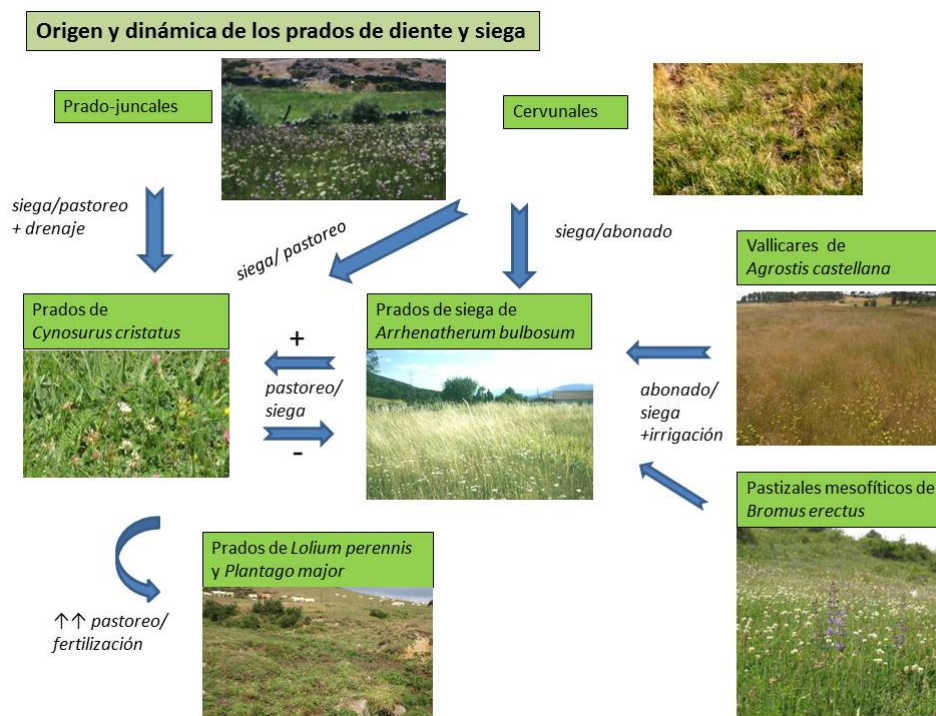 Origen y dinámica de los prados de diente y siega
Prado-juncales
Cervunales
siega/pastoreo
+ drenaje
siega/ pastoreo
siega/abonado
Vallicares de
Agrostis castellana
Prados de
Cynosurus cristatus
Prados de siega de
Arrhenatherum bulbosum
+
pastoreo/
siega
-
abonado/
siega
+irrigación
Pastizales mesofíticos de
Bromus erectus
Prados de Lolium perennis
y Plantago major
↑↑ pastoreo/
fertilización